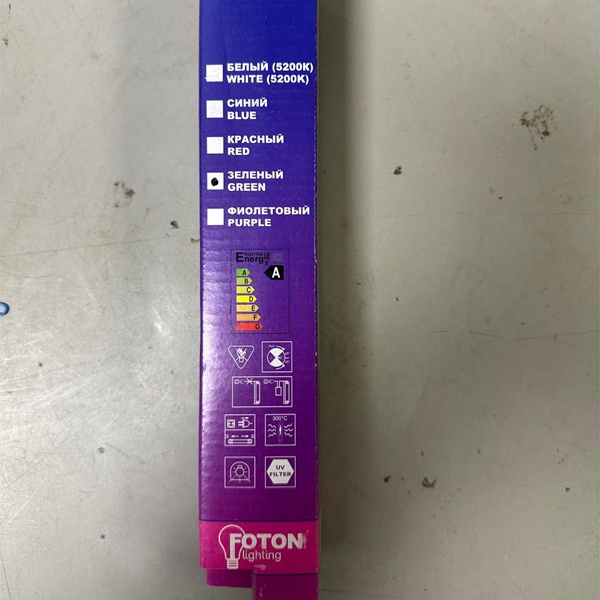 БЕЛЫЙ (5200K)
WHITE (5200K)
СИНИЙ
BLUE
КРАСНЫЙ
RED
ЗЕЛЕНЫЙ
GREEN
ФИОЛЕТОВЫЙ
PURPLE
Energy
A
A
B
C
D
E
F
G
300°C
UV
FILTER
FOTON
lighting